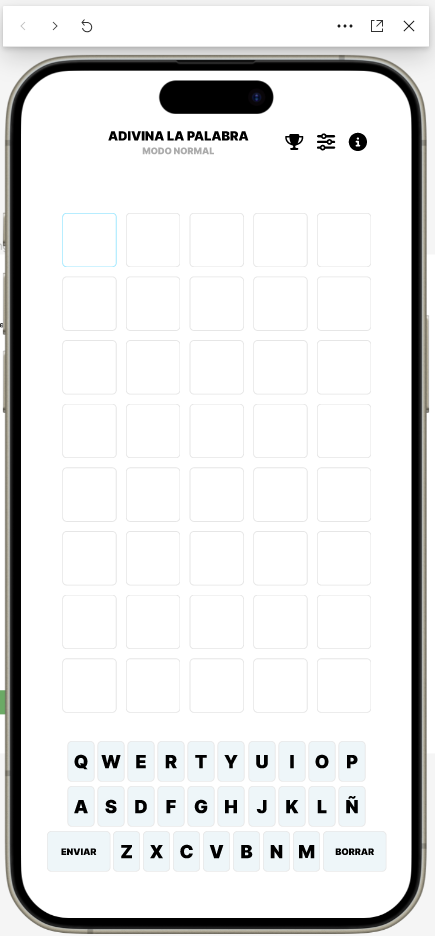 ADIVINA LA PALABRA
MODO NORMAL
Q W E R T Y U I O P
A S D F G H J K L Ñ
ENVIAR Z X C V B N M BORRAR